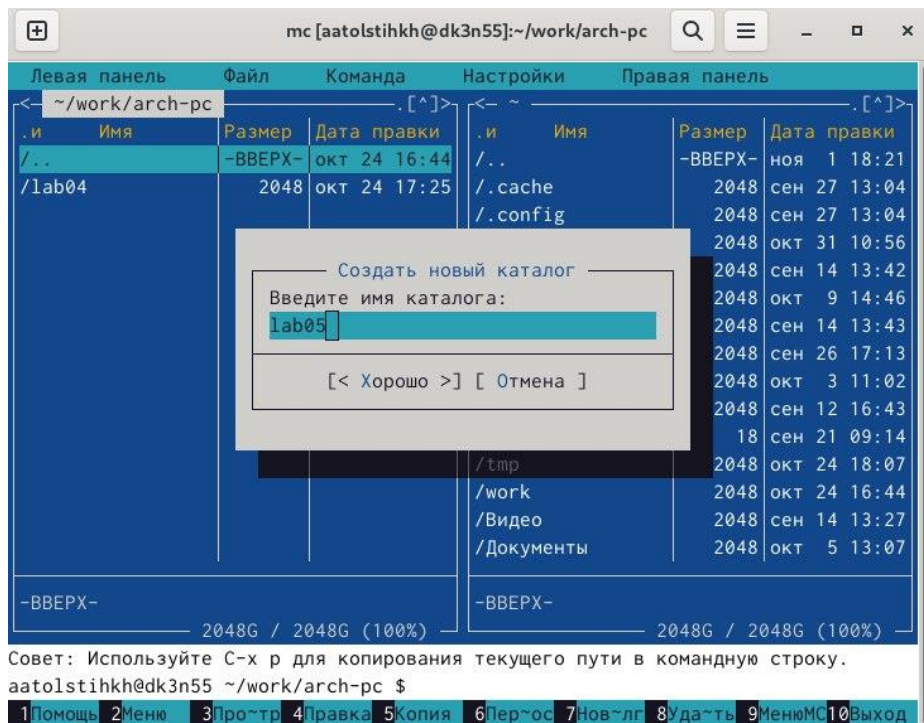 mc [aatolstihkh@dk3n55]:~/work/arch-pc
Левая панель Файл Команда Настройки Правая панель
<— ~/work/arch-pc .[^]> <— ~ .[^]>
.и Имя Размер Дата правки .и Имя Размер Дата правки
/.. -ВВЕРХ- окт 24 16:44 /.. -ВВЕРХ- ноя 1 18:21
/lab04 2048 окт 24 17:25 /.cache 2048 сен 27 13:04
/.config 2048 сен 27 13:04
2048 окт 31 10:56
Создать новый каталог 2048 сен 14 13:42
Введите имя каталога: 2048 окт 9 14:46
lab05 2048 сен 14 13:43
2048 сен 26 17:13
[< Хорошо >] [ Отмена ] 2048 окт 3 11:02
2048 сен 12 16:43
18 сен 21 09:14
/tmp 2048 окт 24 18:07
/work 2048 окт 24 16:44
/Видео 2048 сен 14 13:27
/Документы 2048 окт 5 13:07
-ВВЕРХ- -ВВЕРХ-
2048G / 2048G (100%) 2048G / 2048G (100%)
Совет: Используйте C-x p для копирования текущего пути в командную строку.
aatolstihkh@dk3n55 ~/work/arch-pc $
1Помощь 2Меню 3Про~тр 4Правка 5Копия 6Пер~ос 7Нов~лг 8Уда~ть 9МенюMC 10Выход